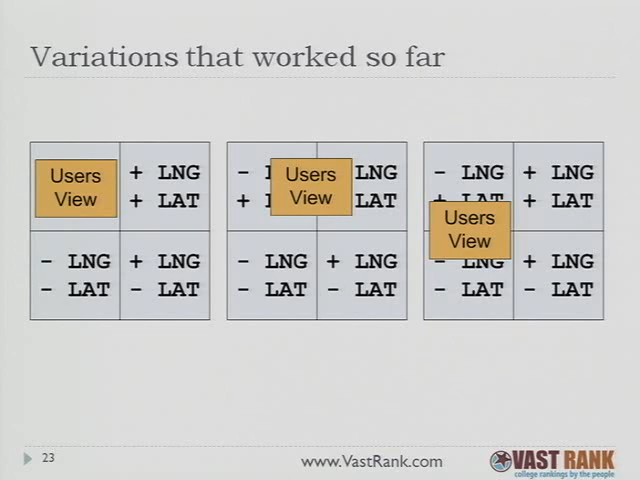 Variations that worked so far
Users
View
+ LNG
+ LAT
- LNG
- LAT
+ LNG
- LAT
-
+
Users
View
LNG
LAT
- LNG
- LAT
+ LNG
- LAT
- LNG
+ LAT
Users
View
+ LNG
+ LAT
- LNG
- LAT
+ LNG
- LAT
23
www.VastRank.com
VAST RANK
college rankings by the people